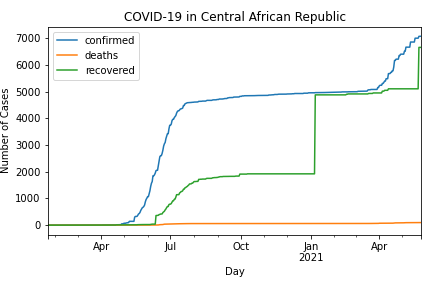 COVID-19 in Central African Republic
confirmed
deaths
recovered
Number of Cases
7000
6000
5000
4000
3000
2000
1000
0
Apr
Jul
Oct
Jan
2021
Apr
Day